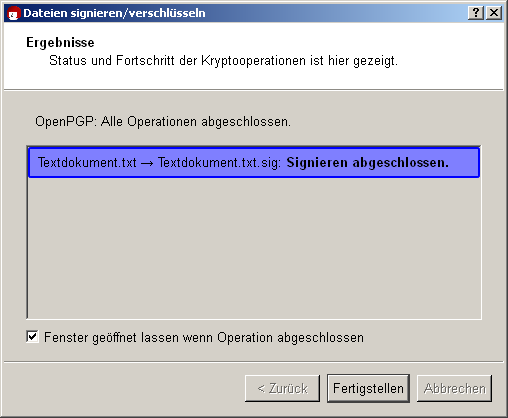 Dateien signieren/verschlüsseln
Ergebnisse
Status und Fortschritt der Kryptooperationen ist hier gezeigt.
OpenPGP: Alle Operationen abgeschlossen.
Textdokument.txt → Textdokument.txt.sig: Signieren abgeschlossen.
Fenster geöffnet lassen wenn Operation abgeschlossen
< Zurück
Fertigstellen
Abbrechen